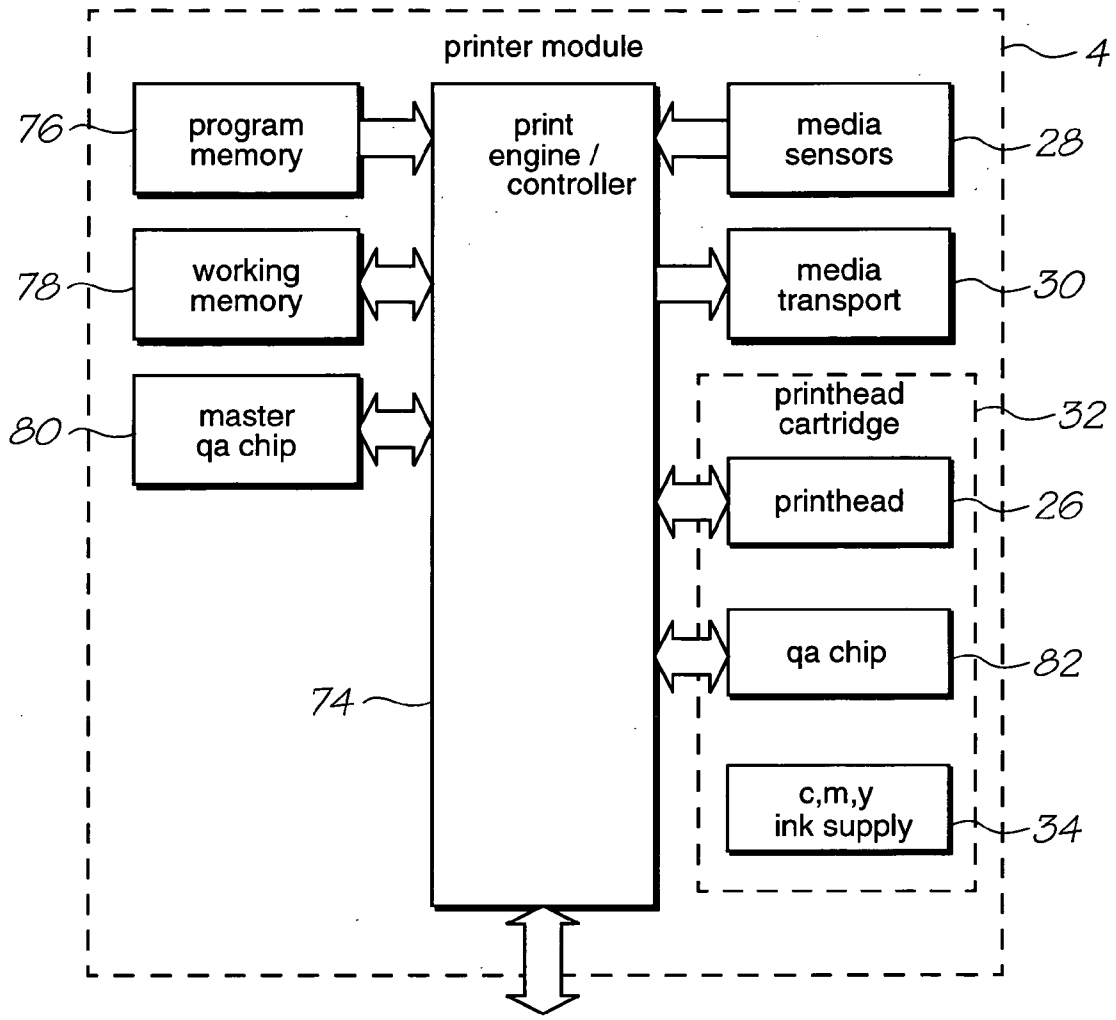 printer module
4
76
program
memory
print
engine /
controller
media
sensors
28
78
working
memory
media
transport
30
80
master
qa chip
printhead
cartridge
32
printhead
26
74
qa chip
82
c,m,y
ink supply
34